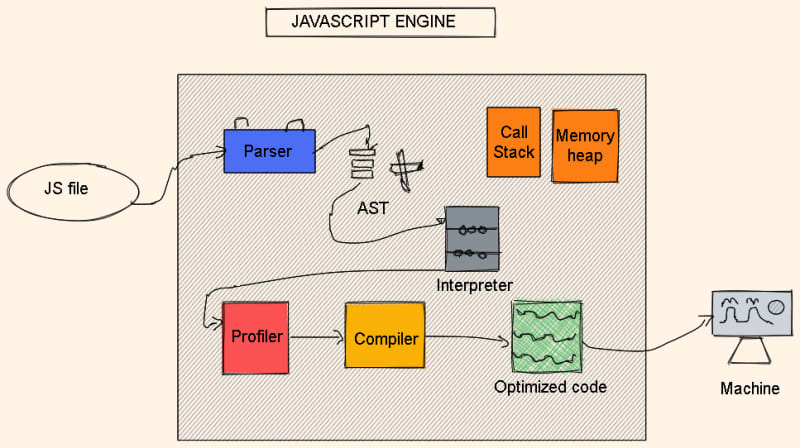 JAVASCRIPT ENGINE
JS file
Parser
AST
Call
Stack
Memory
heap
Interpreter
Profiler
Compiler
Optimized code
Machine